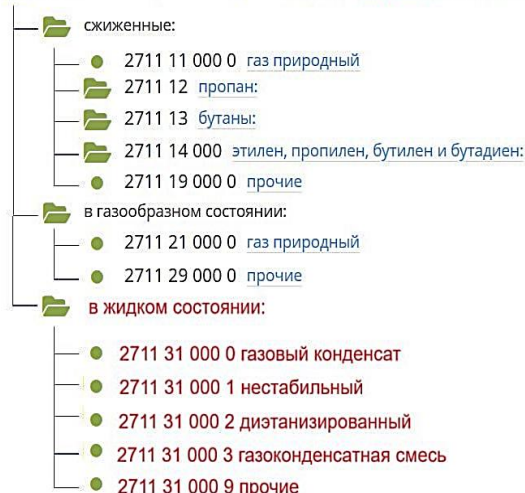 сжиженные:
2711 11 000 0 газ природный
2711 12 пропан:
2711 13 бутаны:
2711 14 000 этилен, пропилен, бутилен и бутадиен:
2711 19 000 0 прочие
в газообразном состоянии:
2711 21 000 0 газ природный
2711 29 000 0 прочие
в жидком состоянии:
2711 31 000 0 газовый конденсат
2711 31 000 1 нестабильный
2711 31 000 2 диэтанизированный
2711 31 000 3 газоконденсатная смесь
2711 31 000 9 прочие